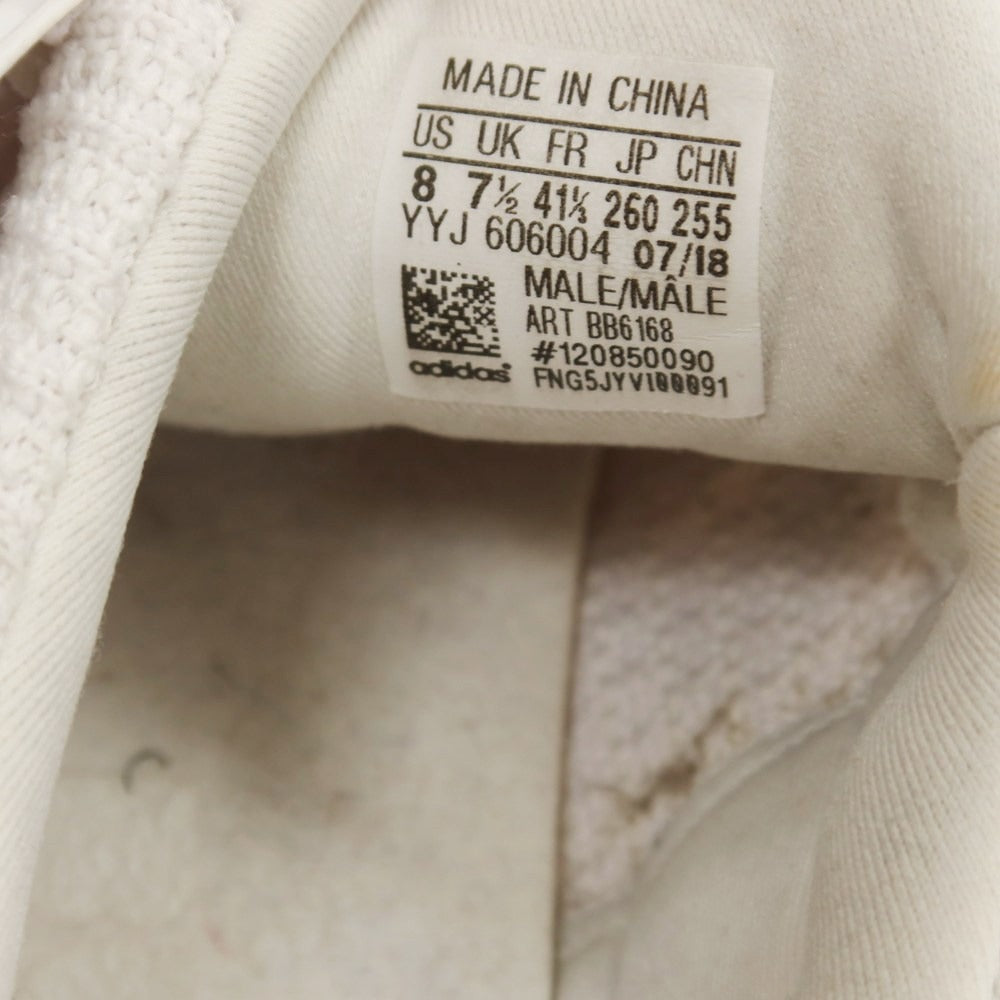 MADE IN CHINA
US UK FR JP CHN
8 7½ 41⅓ 260 255
YYJ 606004 07/18
MALE/MÂLE
ART BB6168
#120850090
adidas
FNG5JYVI00091